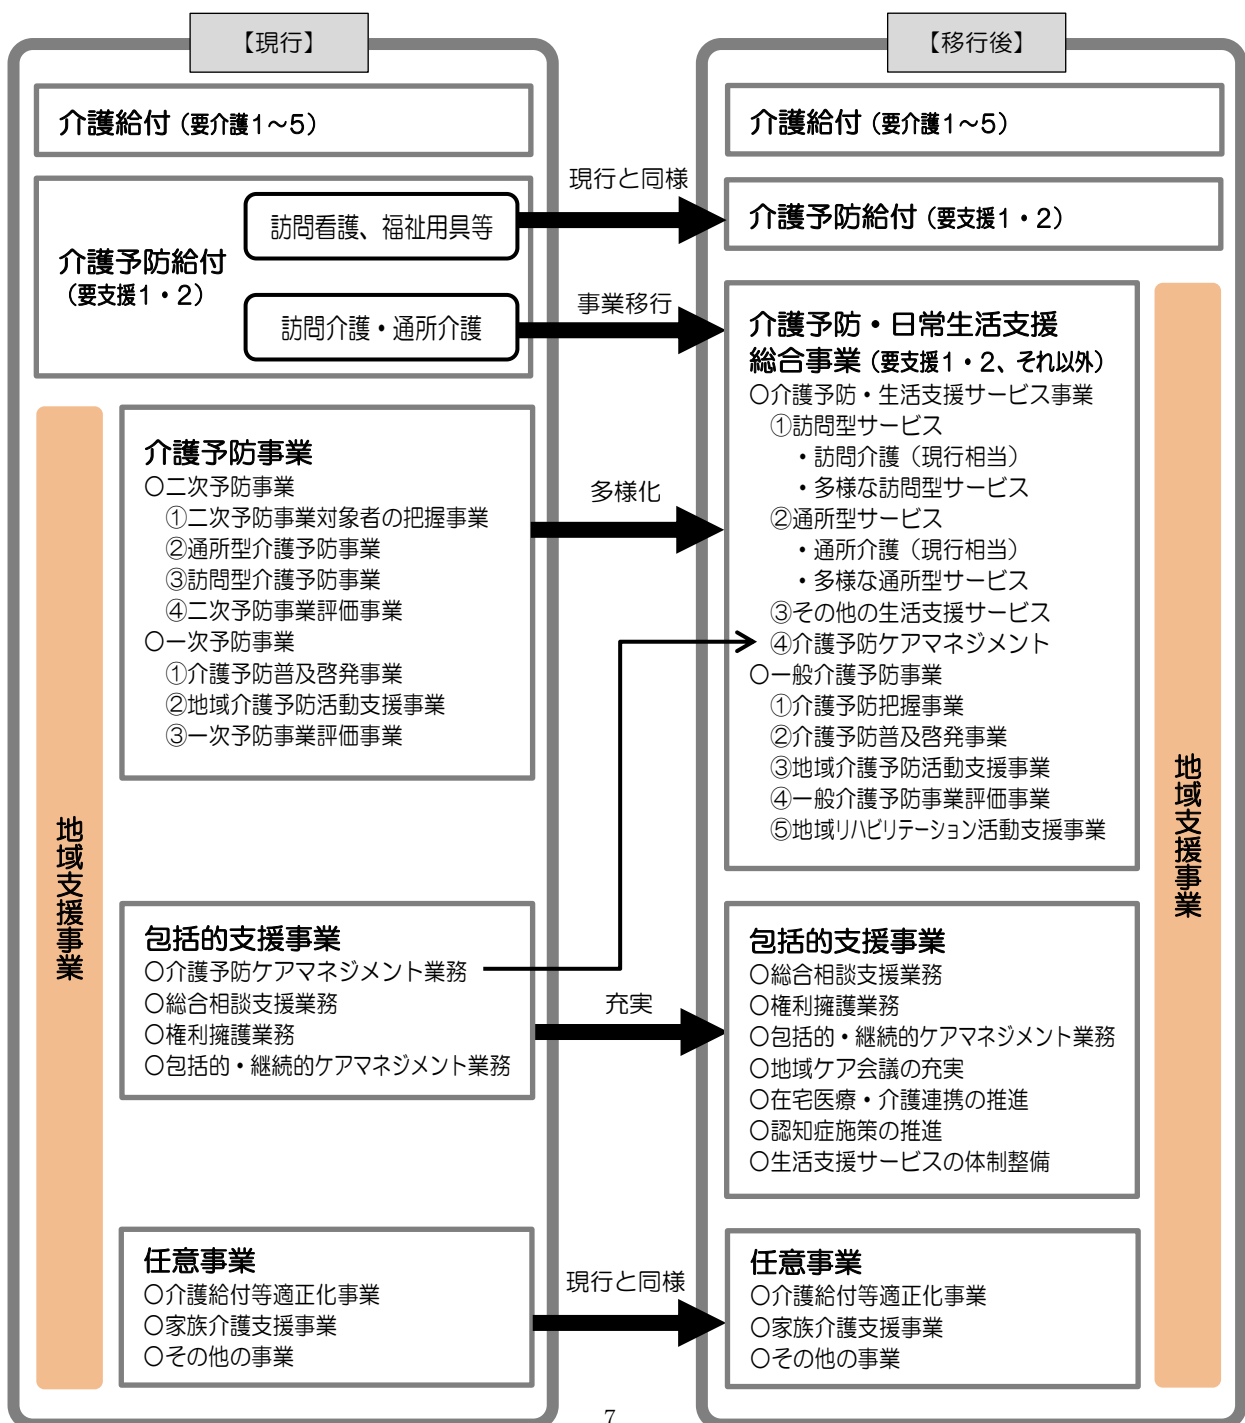 【現行】
介護給付（要介護1～5）
介護予防給付
（要支援1・2）
訪問看護、福祉用具等
訪問介護・通所介護
地域支援事業
介護予防事業
〇二次予防事業
①二次予防事業対象者の把握事業
②通所型介護予防事業
③訪問型介護予防事業
④二次予防事業評価事業
〇一次予防事業
①介護予防普及啓発事業
②地域介護予防活動支援事業
③一次予防事業評価事業
包括的支援事業
〇介護予防ケアマネジメント業務
〇総合相談支援業務
〇権利擁護業務
〇包括的・継続的ケアマネジメント業務
任意事業
〇介護給付等適正化事業
〇家族介護支援事業
〇その他の事業
現行と同様
事業移行
多様化
充実
現行と同様
【移行後】
介護給付（要介護1～5）
介護予防給付（要支援1・2）
介護予防・日常生活支援
総合事業（要支援1・2、それ以外）
〇介護予防・生活支援サービス事業
①訪問型サービス
・訪問介護（現行相当）
・多様な訪問型サービス
②通所型サービス
・通所介護（現行相当）
・多様な通所型サービス
③その他の生活支援サービス
④介護予防ケアマネジメント
〇一般介護予防事業
①介護予防把握事業
②介護予防普及啓発事業
③地域介護予防活動支援事業
④一般介護予防事業評価事業
⑤地域リハビリテーション活動支援事業
包括的支援事業
〇総合相談支援業務
〇権利擁護業務
〇包括的・継続的ケアマネジメント業務
〇地域ケア会議の充実
〇在宅医療・介護連携の推進
〇認知症施策の推進
〇生活支援サービスの体制整備
任意事業
〇介護給付等適正化事業
〇家族介護支援事業
〇その他の事業
地域支援事業
7